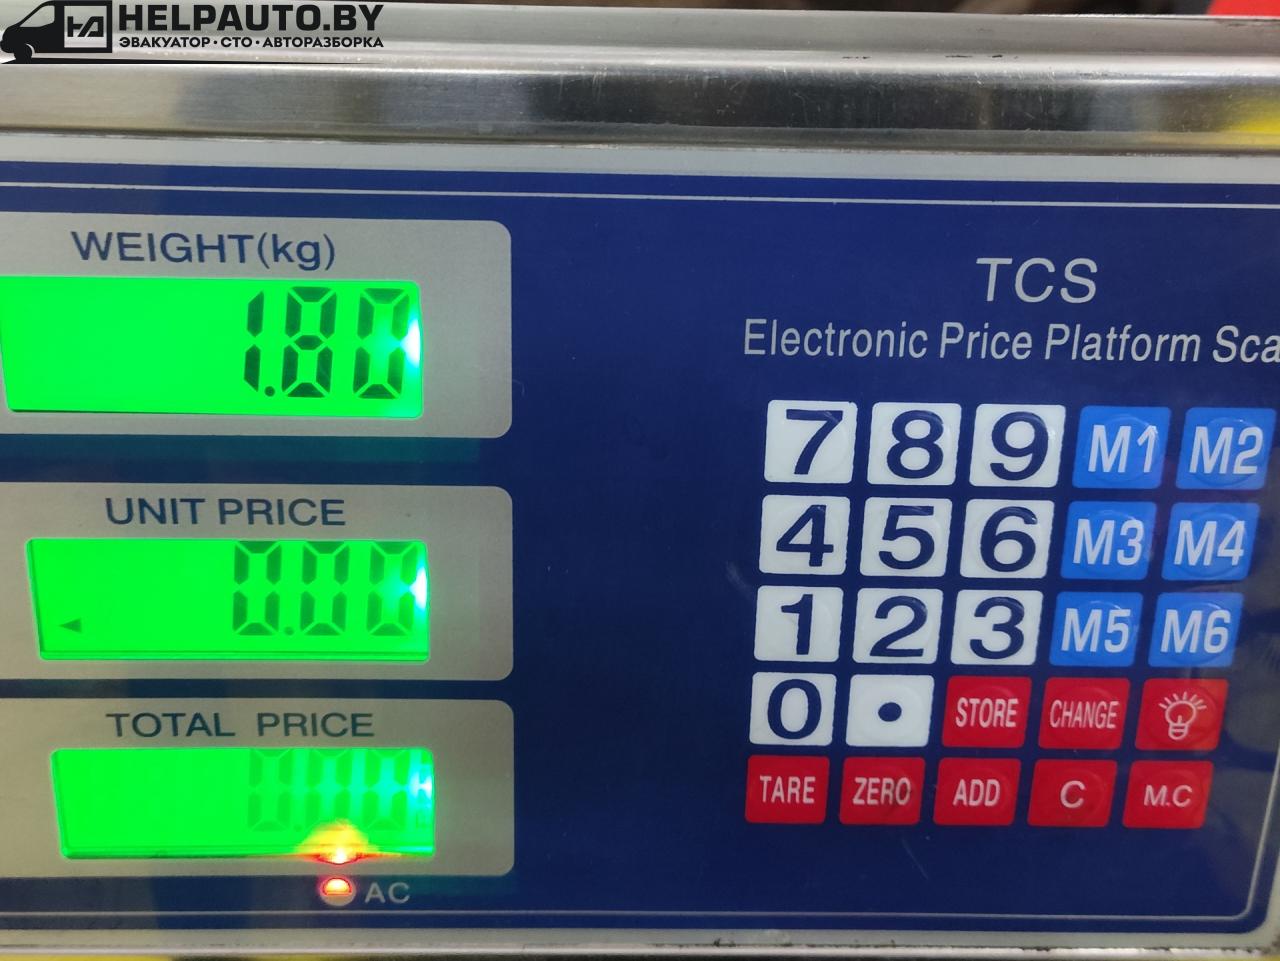 HELPAUTO.BY
ЭВАКУАТОР·СТО·АВТОРАЗБОРКА
WEIGHT(kg)
1.80
UNIT PRICE
0.00
TOTAL PRICE
0.00
AC
TCS
Electronic Price Platform Sca
7 8 9 M1 M2
4 5 6 M3 M4
1 2 3 M5 M6
0 . STORE CHANGE
TARE ZERO ADD C M.C